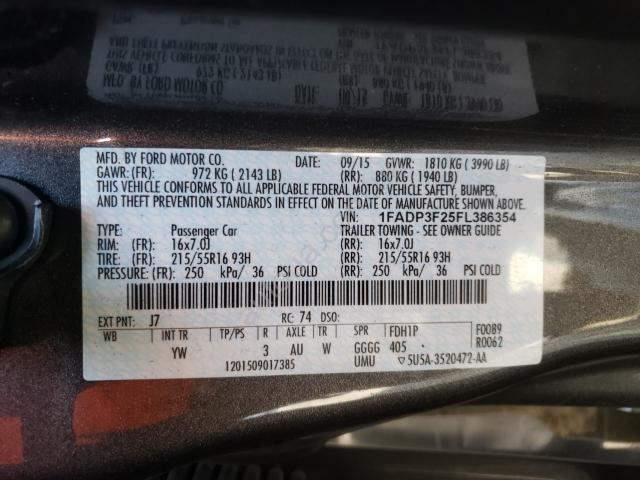 MFD. BY FORD MOTOR CO. 09/15 GVWR: 1810 KG ( 3990 LB)
GAWR: (FR): 972 KG ( 2143 LB) (RR): 880 KG ( 1940 LB)
THIS VEHICLE CONFORMS TO ALL APPLICABLE FEDERAL MOTOR VEHICLE SAFETY, BUMPER,
AND THEFT PREVENTION STANDARDS IN EFFECT ON THE DATE OF MANUFACTURE SHOWN ABOVE.
VIN: 1FADP3F25FL386354
TYPE: Passenger Car TRAILER TOWING - SEE OWNER GUIDE
RIM: (FR): 16x7.0J (RR): 16x7.0J
TIRE: (FR): 215/55R16 93H (RR): 215/55R16 93H
PRESSURE: (FR): 250 kPa/ 36 PSI COLD (RR): 250 kPa/ 36 PSI COLD
EXT PNT: J7 RC: 74 DSO: F0089
WB INT TR TP/PS R AXLE TR SPR FDH1P R0062
YW 3 AU W GGGG 405
1201509017385 UMU 5U5A-3520472-AA